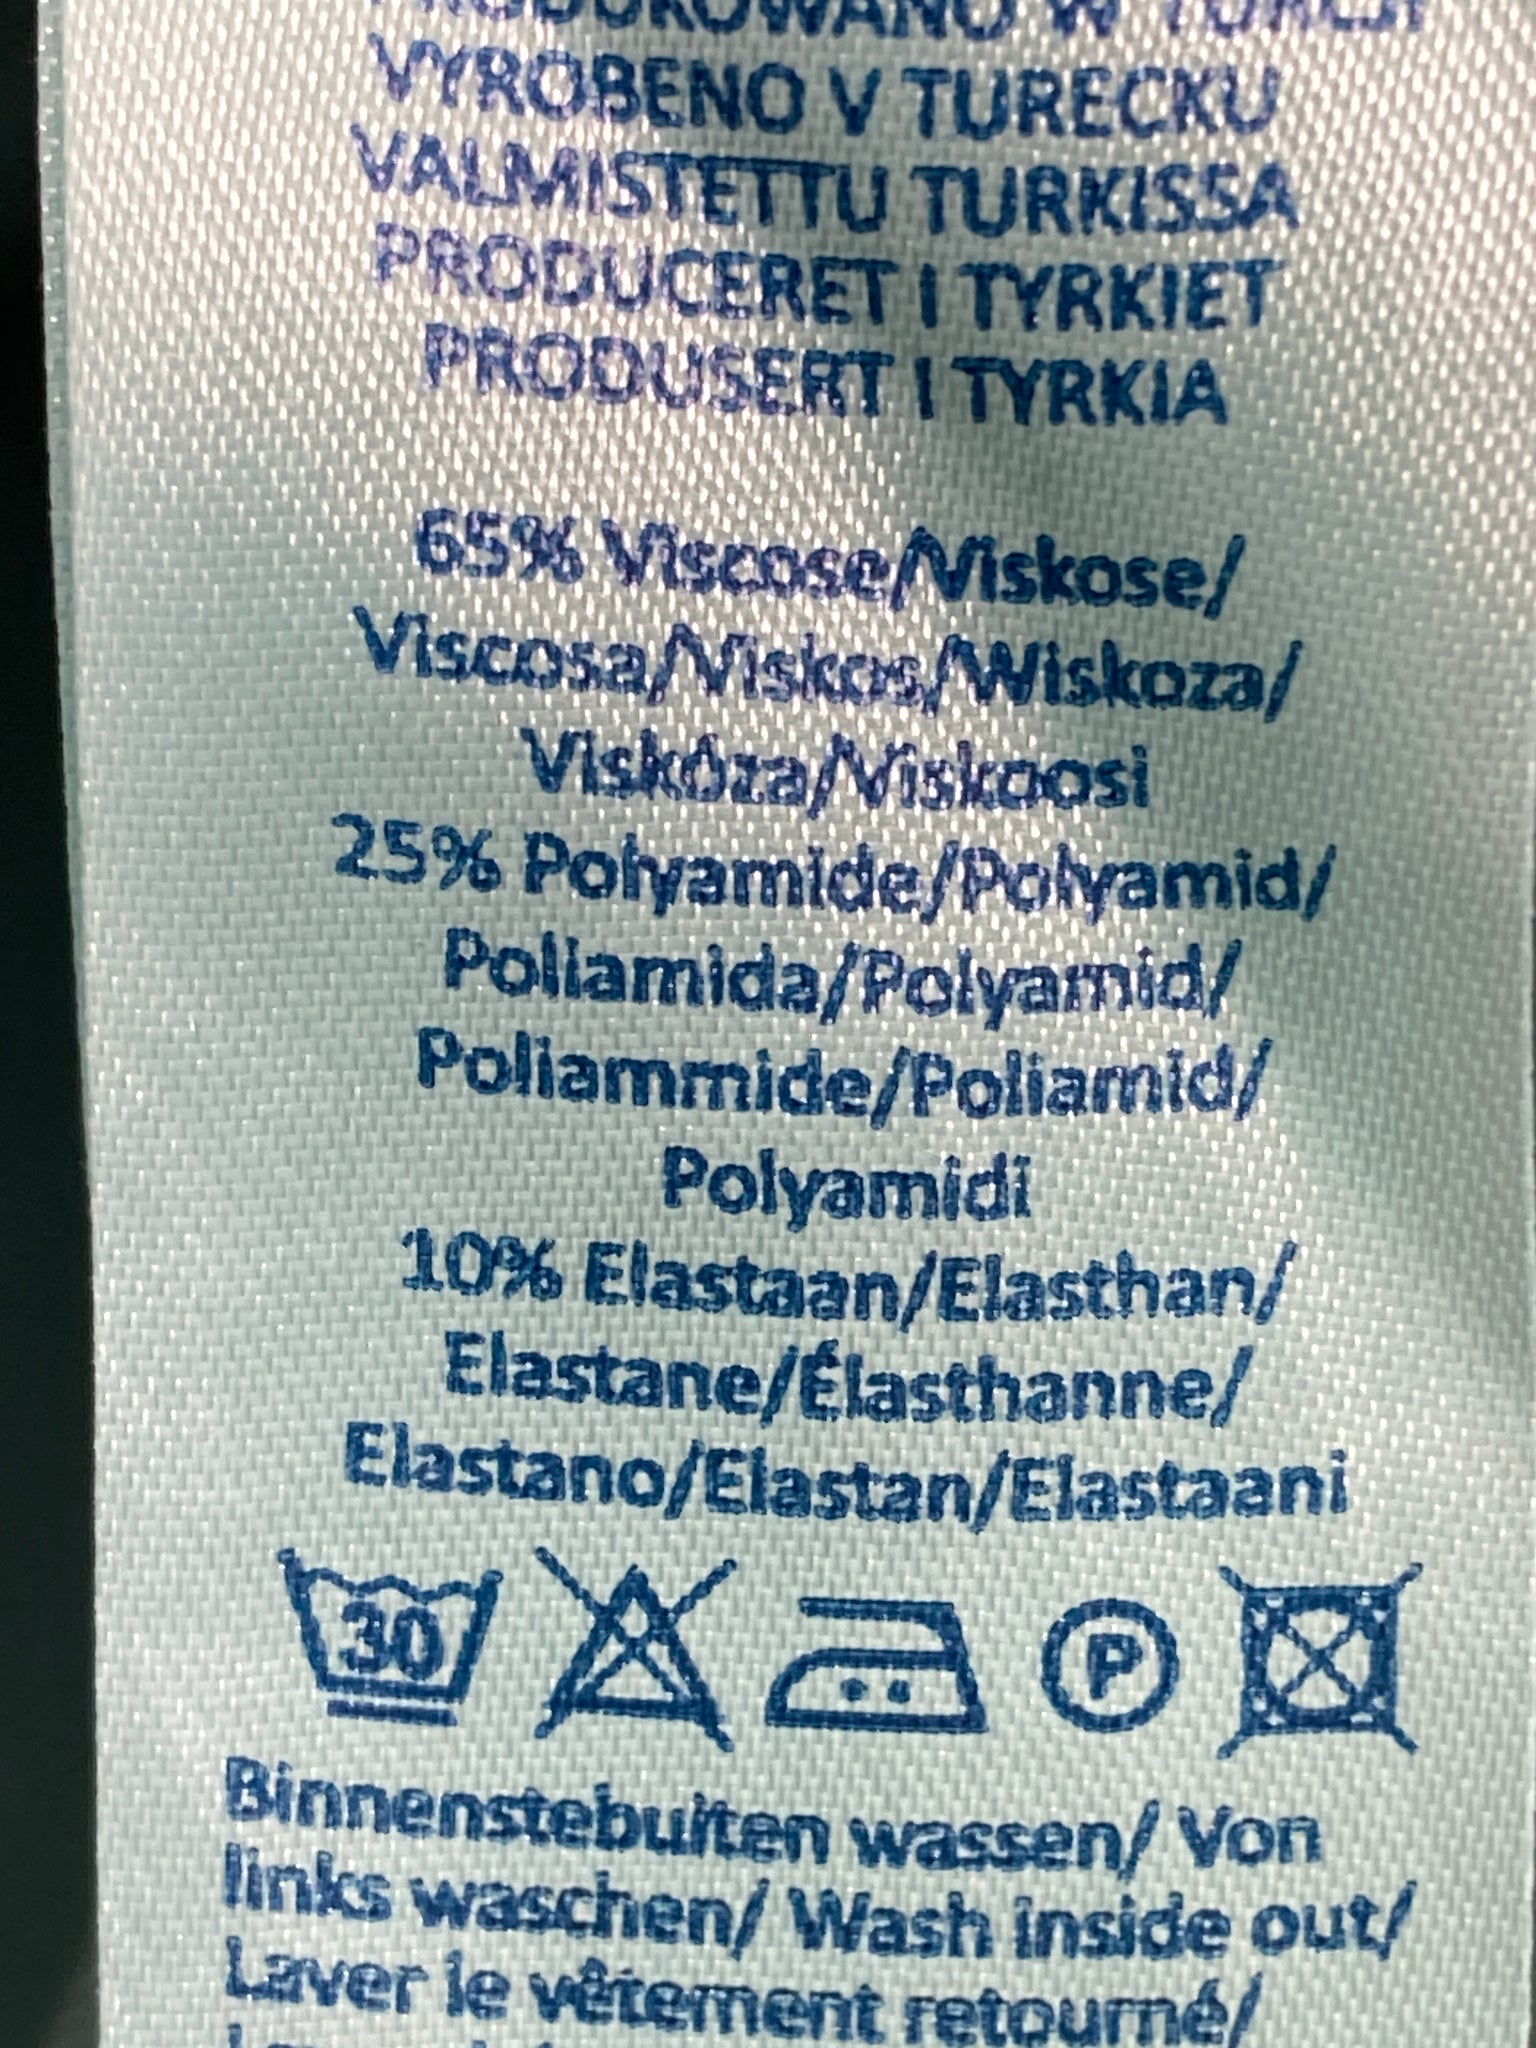 PRODUKOWANO W TURCJI
VYROBENO V TURECKU
VALMISTETTU TURKISSA
PRODUCERET I TYRKIET
PRODUSERT I TYRKIA
65% Viscose/Viskose/
Viscosa/Viskos/Wiskoza/
Viskóza/Viskoosi
25% Polyamide/Polyamid/
Poliamida/Polyamid/
Poliammide/Poliamid/
Polyamidi
10% Elastaan/Elasthan/
Elastane/Élasthanne/
Elastano/Elastan/Elastaani
30 P
Binnenstebuiten wassen/ Von
links waschen/ Wash inside out/
Laver le vêtement retourné/